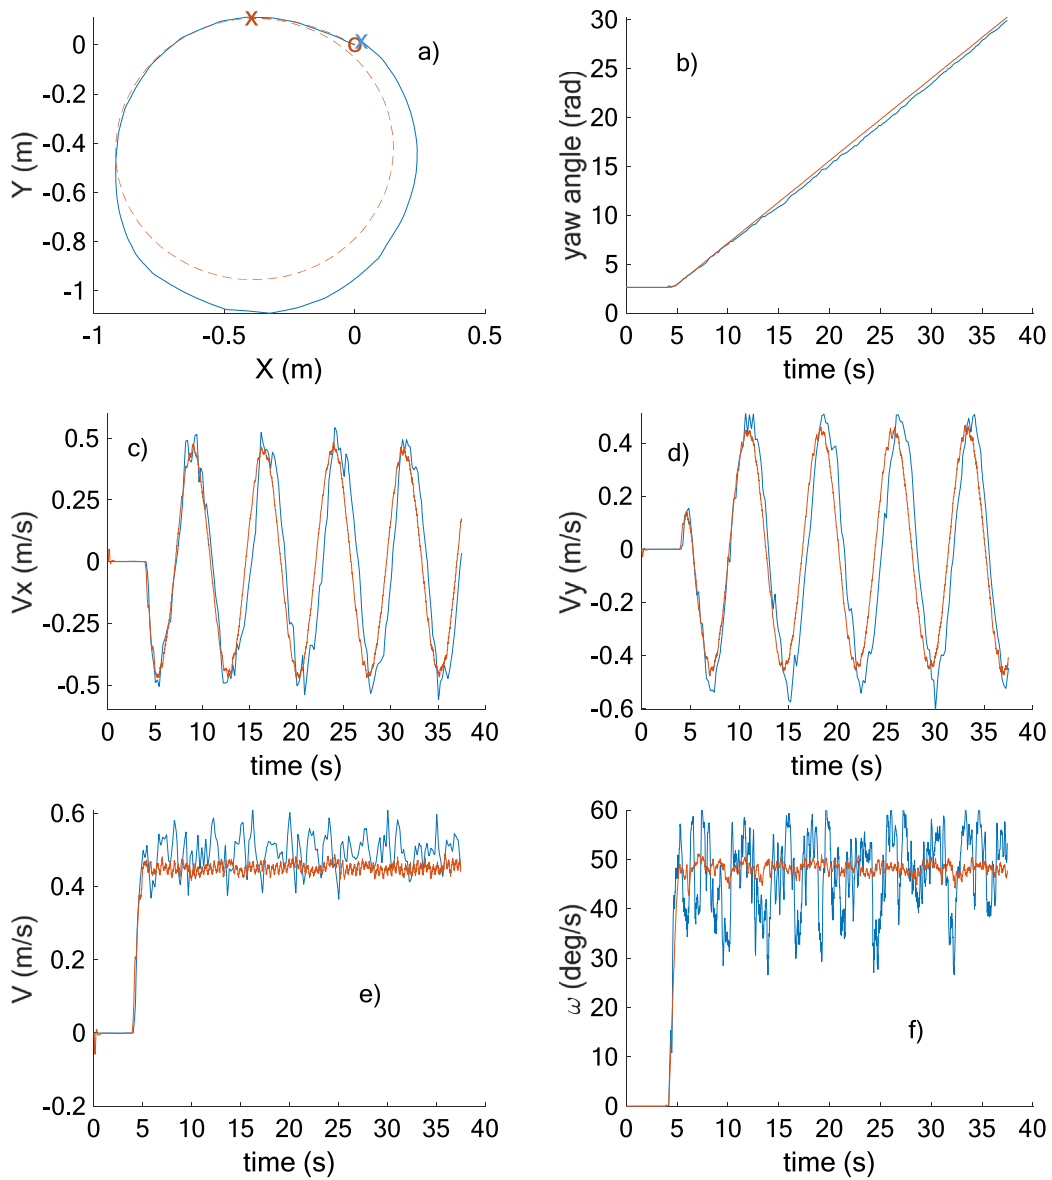 X
O
X
a)
0
-0.2
-0.4
-0.6
-0.8
-1
Y (m)
-1 -0.5 0 0.5
X (m)
b)
30
25
20
15
10
5
0
yaw angle (rad)
0 5 10 15 20 25 30 35 40
time (s)
c)
0.5
0.25
0
-0.25
-0.5
Vx (m/s)
0 5 10 15 20 25 30 35 40
time (s)
d)
0.4
0.2
0
-0.2
-0.4
-0.6
Vy (m/s)
0 5 10 15 20 25 30 35 40
time (s)
0.6
0.4
0.2
0
-0.2
V (m/s)
e)
0 5 10 15 20 25 30 35 40
time (s)
60
50
40
30
20
10
0
ω (deg/s)
f)
0 5 10 15 20 25 30 35 40
time (s)